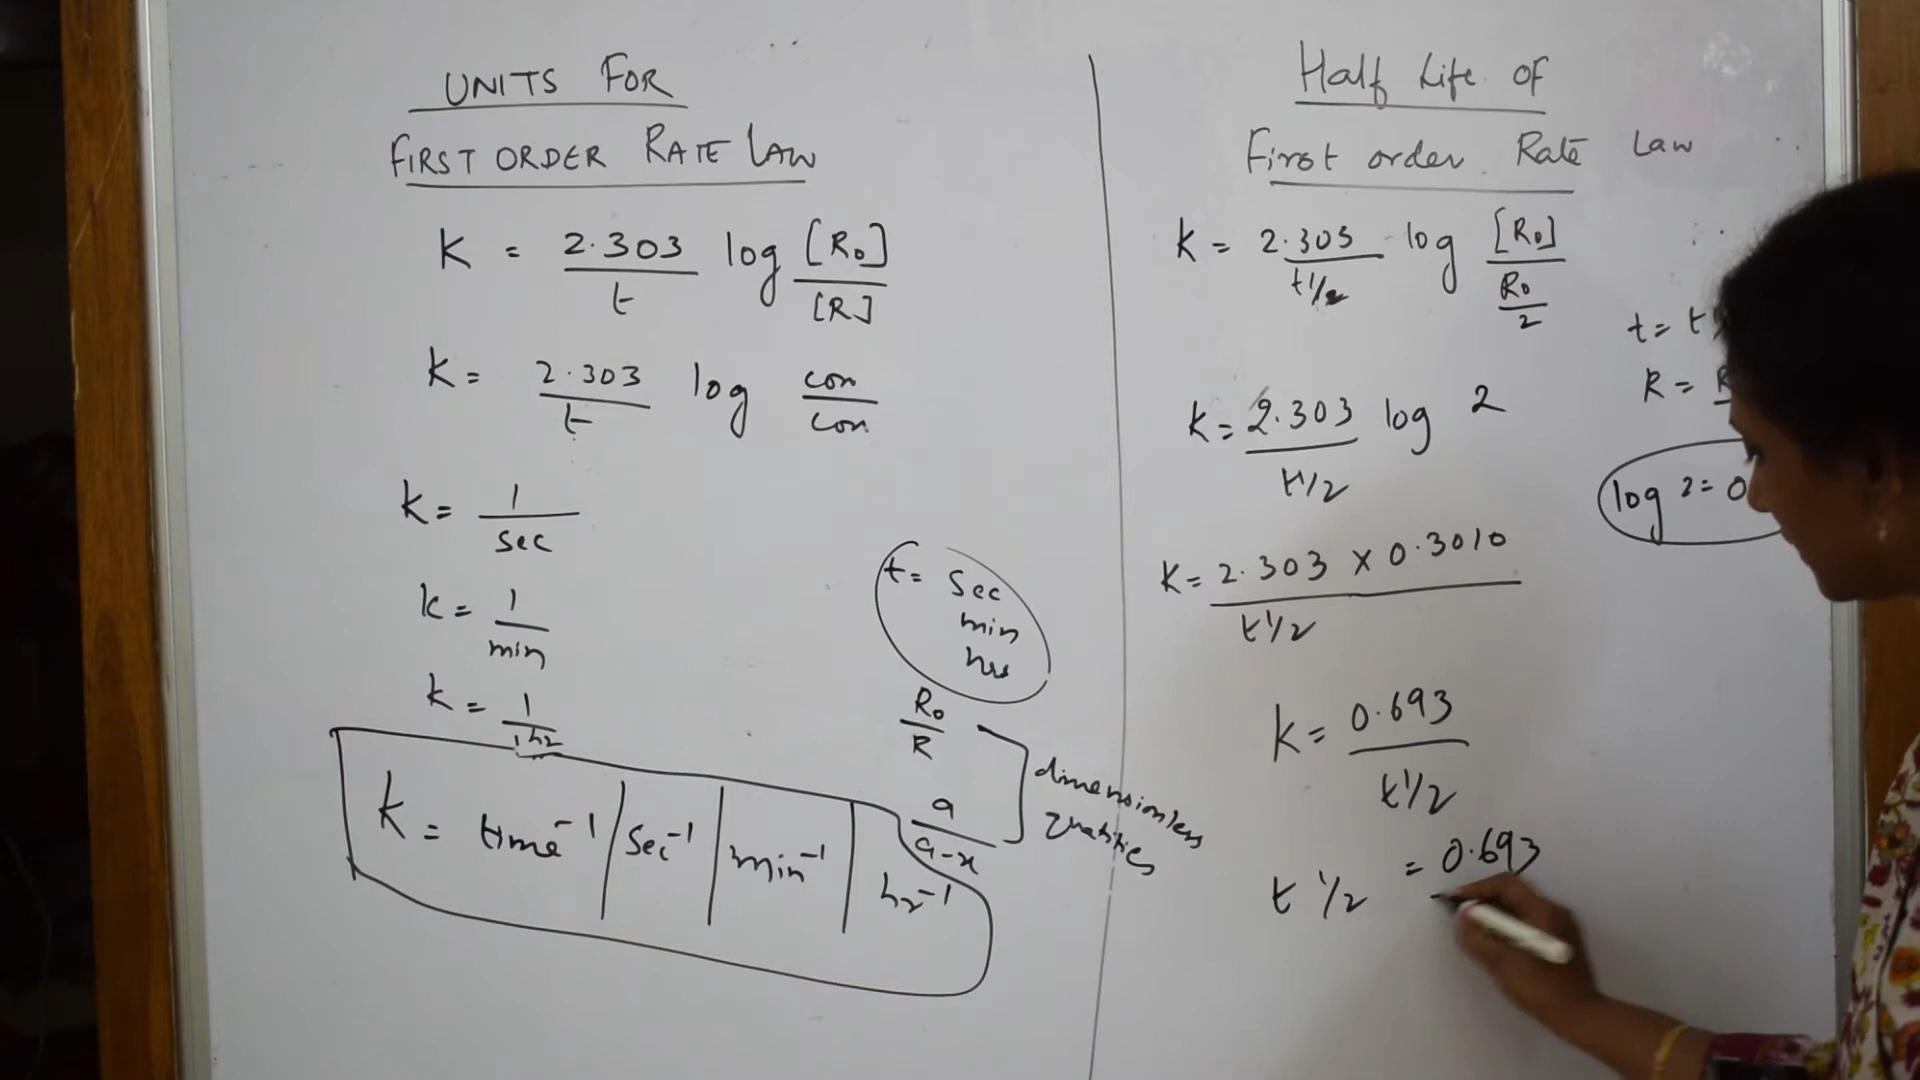 UNITS FOR
FIRST ORDER RATE LAW
K = 2.303/t log [R₀]/[R]
K = 2.303/t log con/con
K = 1/sec
K = 1/min
k = 1/hr
t = sec
min
hrs
R₀/R
a/a-x
dimensionless
K = time⁻¹ | Sec⁻¹ | min⁻¹ | hr⁻¹
Half Life of
First order Rate Law
K = 2.303/t½ log [R₀]/R₀/2
t = t
R = R
K = 2.303/t½ log 2
log 2 = 0
K = 2.303 x 0.3010/t½
K = 0.693/t½
t ½ = 0.693